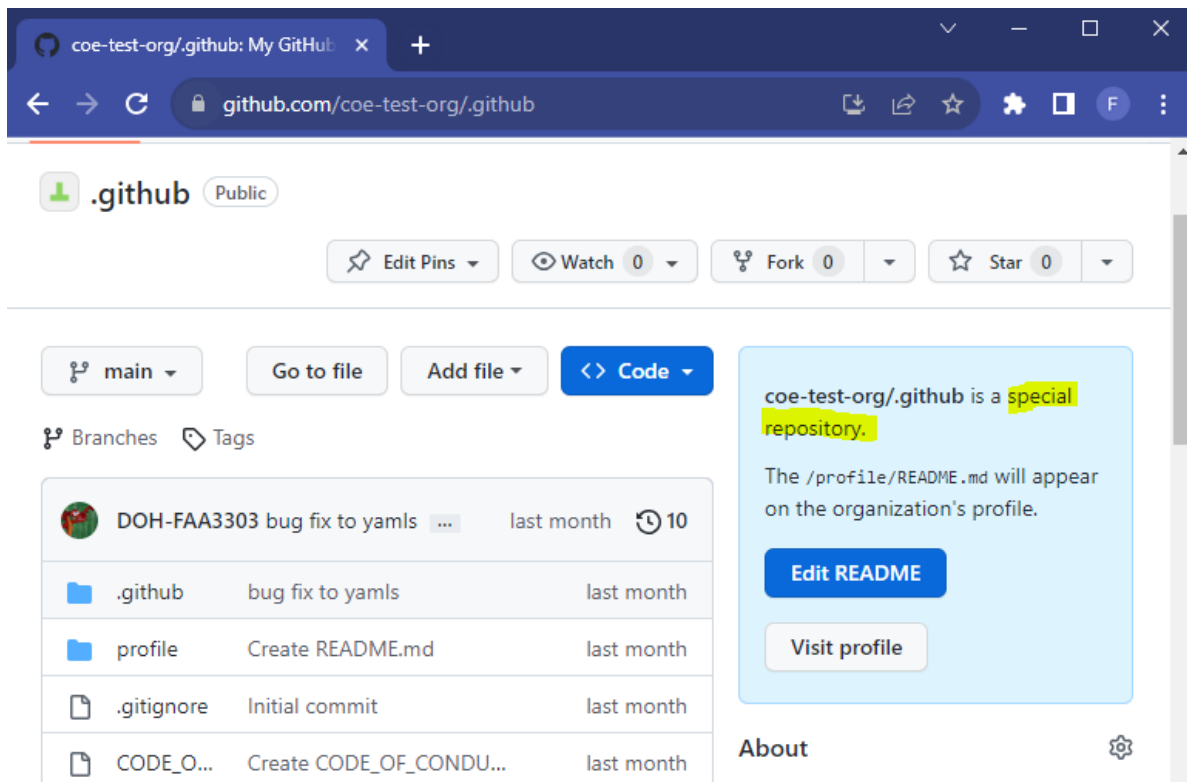 coe-test-org/.github: My GitHub
github.com/coe-test-org/.github
F
.github Public
Edit Pins Watch 0 Fork 0 Star 0
main Go to file Add file Code
Branches Tags
DOH-FAA3303 bug fix to yamls ... last month 10
.github bug fix to yamls last month
profile Create README.md last month
.gitignore Initial commit last month
CODE_O... Create CODE_OF_CONDU... last month
coe-test-org/.github is a special
repository.
The /profile/README.md will appear
on the organization's profile.
Edit README
Visit profile
About